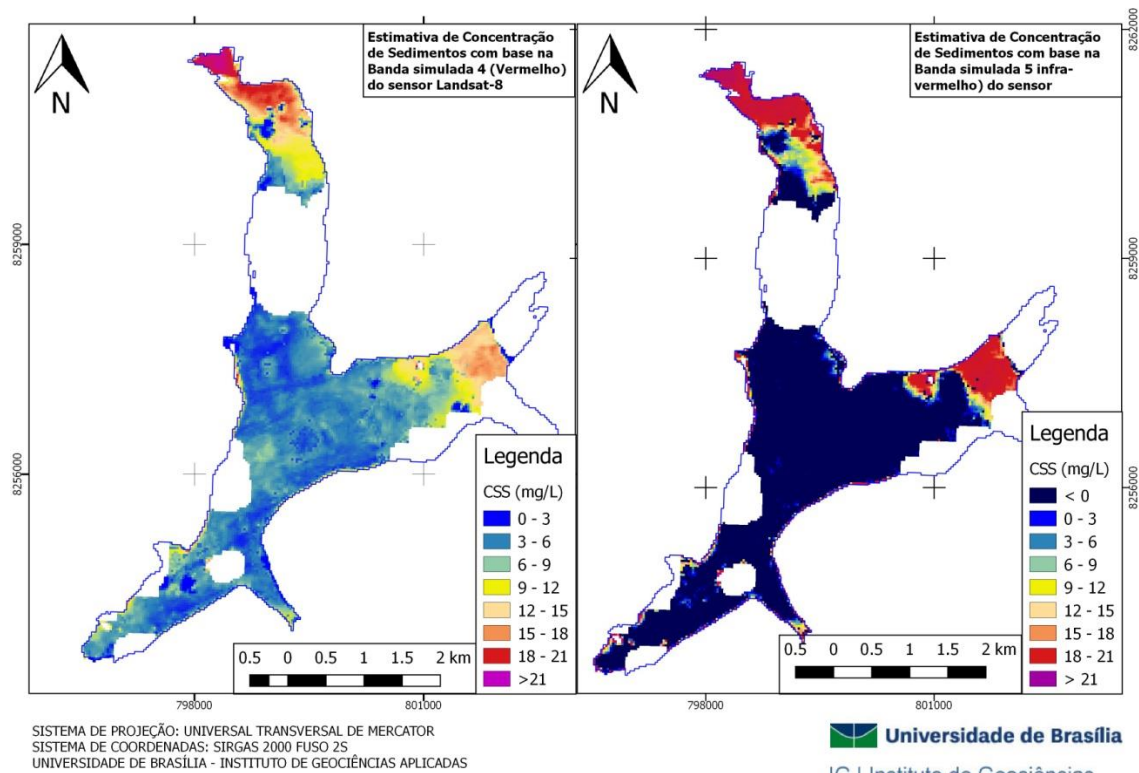 Estimativa de Concentração
de Sedimentos com base na
Banda simulada 4 (Vermelho)
do sensor Landsat-8
N
8259000
8256000
Legenda
CSS (mg/L)
0 - 3
3 - 6
6 - 9
9 - 12
12 - 15
15 - 18
18 - 21
>21
0.5 0 0.5 1 1.5 2 km
798000
801000
Estimativa de Concentração
de Sedimentos com base na
Banda simulada 5 infra-
vermelho) do sensor
N
8262000
8259000
8256000
Legenda
CSS (mg/L)
< 0
0 - 3
3 - 6
6 - 9
9 - 12
12 - 15
15 - 18
18 - 21
> 21
0.5 0 0.5 1 1.5 2 km
798000
801000
SISTEMA DE PROJEÇÃO: UNIVERSAL TRANSVERSAL DE MERCATOR
SISTEMA DE COORDENADAS: SIRGAS 2000 FUSO 2S
UNIVERSIDADE DE BRASÍLIA - INSTITUTO DE GEOCIÊNCIAS APLICADAS
Universidade de Brasília
IG | Instituto de Geociências